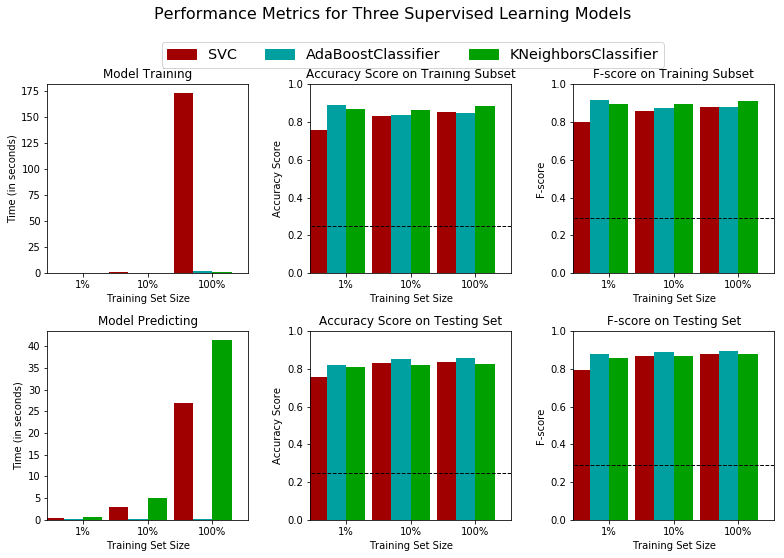 Performance Metrics for Three Supervised Learning Models
SVC AdaBoostClassifier KNeighborsClassifier
Model Training
Time (in seconds)
175
150
125
100
75
50
25
0
1% 10% 100%
Training Set Size
Accuracy Score on Training Subset
Accuracy Score
1.0
0.8
0.6
0.4
0.2
0.0
1% 10% 100%
Training Set Size
F-score on Training Subset
F-score
1.0
0.8
0.6
0.4
0.2
0.0
1% 10% 100%
Training Set Size
Model Predicting
Time (in seconds)
40
35
30
25
20
15
10
5
0
1% 10% 100%
Training Set Size
Accuracy Score on Testing Set
Accuracy Score
1.0
0.8
0.6
0.4
0.2
0.0
1% 10% 100%
Training Set Size
F-score on Testing Set
F-score
1.0
0.8
0.6
0.4
0.2
0.0
1% 10% 100%
Training Set Size